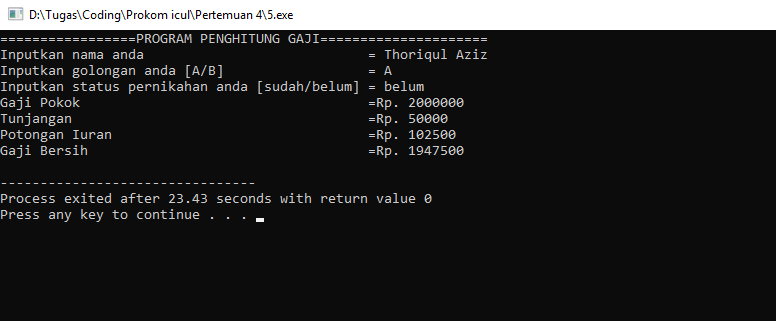 D:\Tugas\Coding\Prokom icul\Pertemuan 4\5.exe
=================PROGRAM PENGHITUNG GAJI=====================
Inputkan nama anda                              = Thoriqul Aziz
Inputkan golongan anda [A/B]                  = A
Inputkan status pernikahan anda [sudah/belum] = belum
Gaji Pokok                                    =Rp. 2000000
Tunjangan                                     =Rp. 50000
Potongan Iuran                                =Rp. 102500
Gaji Bersih                                   =Rp. 1947500
--------------------------------
Process exited after 23.43 seconds with return value 0
Press any key to continue . . .